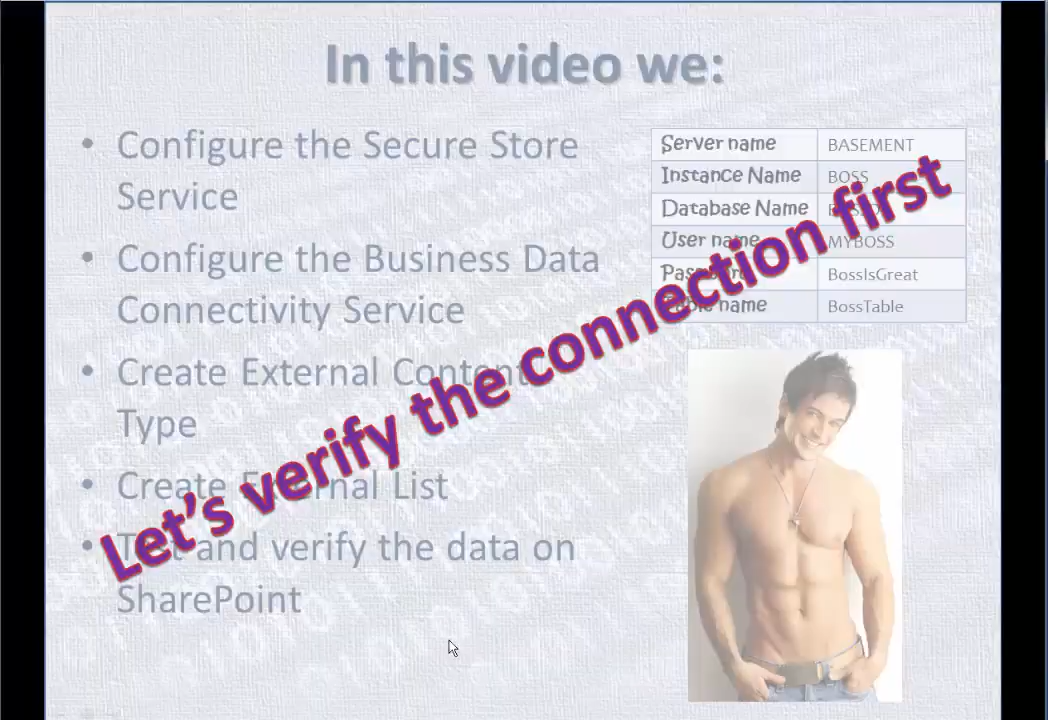 In this video we:
• Configure the Secure Store
Service
• Configure the Business Data
Connectivity Service
• Create External Content
Type
• Create External List
• Test and verify the data on
SharePoint
Server name BASEMENT
Instance Name BOSS
Database Name
User name MYBOSS
Password BossIsGreat
Table name BossTable
Let's verify the connection first